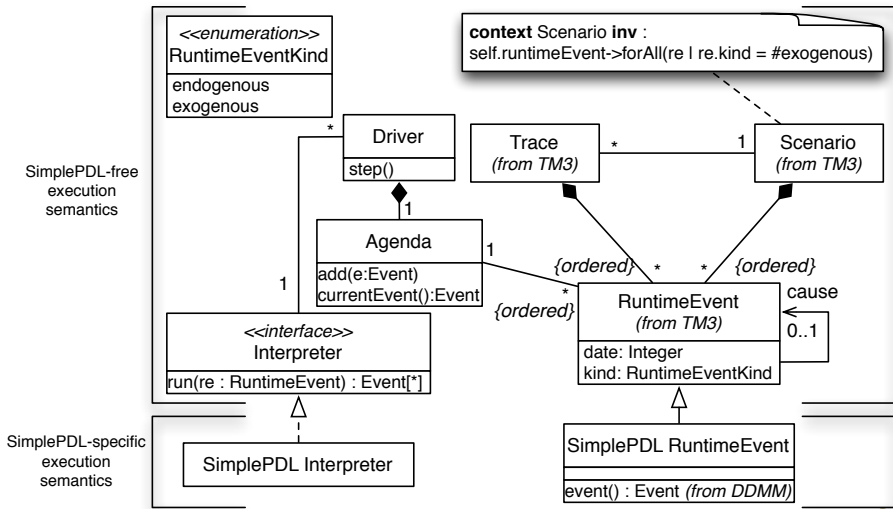 <<enumeration>>
RuntimeEventKind
endogenous
exogenous
context Scenario inv :
self.runtimeEvent->forAll(re | re.kind = #exogenous)
SimplePDL-free
execution
semantics
*
Driver
step()
1
Trace
(from TM3)
*
1
Scenario
(from TM3)
Agenda
add(e:Event)
currentEvent():Event
1
{ordered}
*
{ordered}
*
*
{ordered}
1
<<interface>>
Interpreter
run(re : RuntimeEvent) : Event[*]
RuntimeEvent
(from TM3)
date: Integer
kind: RuntimeEventKind
cause
0..1
SimplePDL-specific
execution
semantics
SimplePDL Interpreter
SimplePDL RuntimeEvent
event() : Event (from DDMM)